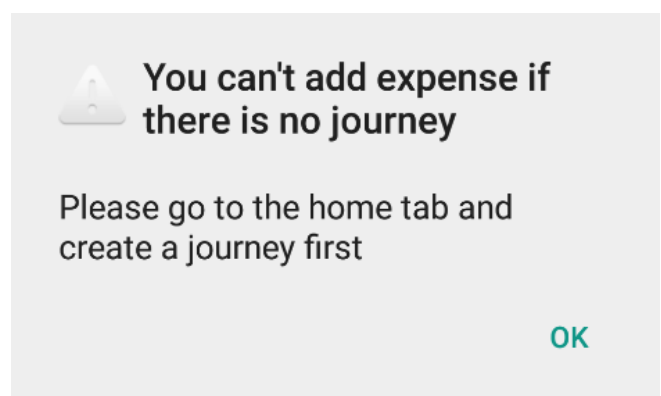 You can't add expense if
there is no journey
Please go to the home tab and
create a journey first
OK